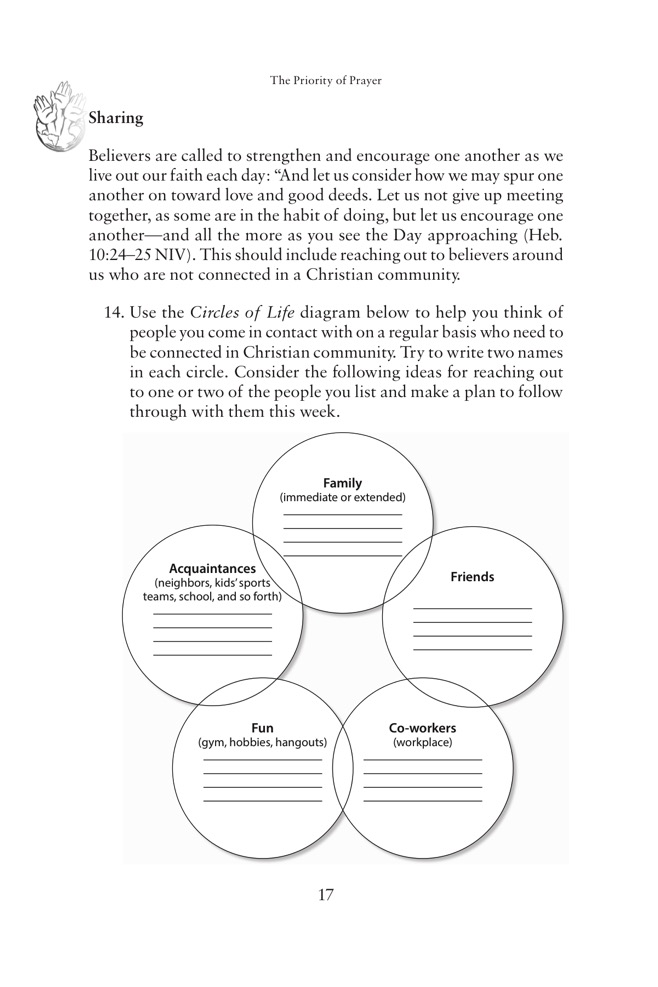 The Priority of Prayer
Sharing
Believers are called to strengthen and encourage one another as we
live out our faith each day: “And let us consider how we may spur one
another on toward love and good deeds. Let us not give up meeting
together, as some are in the habit of doing, but let us encourage one
another—and all the more as you see the Day approaching (Heb.
10:24–25 NIV). This should include reaching out to believers around
us who are not connected in a Christian community.
14. Use the Circles of Life diagram below to help you think of
people you come in contact with on a regular basis who need to
be connected in Christian community. Try to write two names
in each circle. Consider the following ideas for reaching out
to one or two of the people you list and make a plan to follow
through with them this week.
Family
(immediate or extended)
Acquaintances
(neighbors, kids’ sports
teams, school, and so forth)
Friends
Fun
(gym, hobbies, hangouts)
Co-workers
(workplace)
17